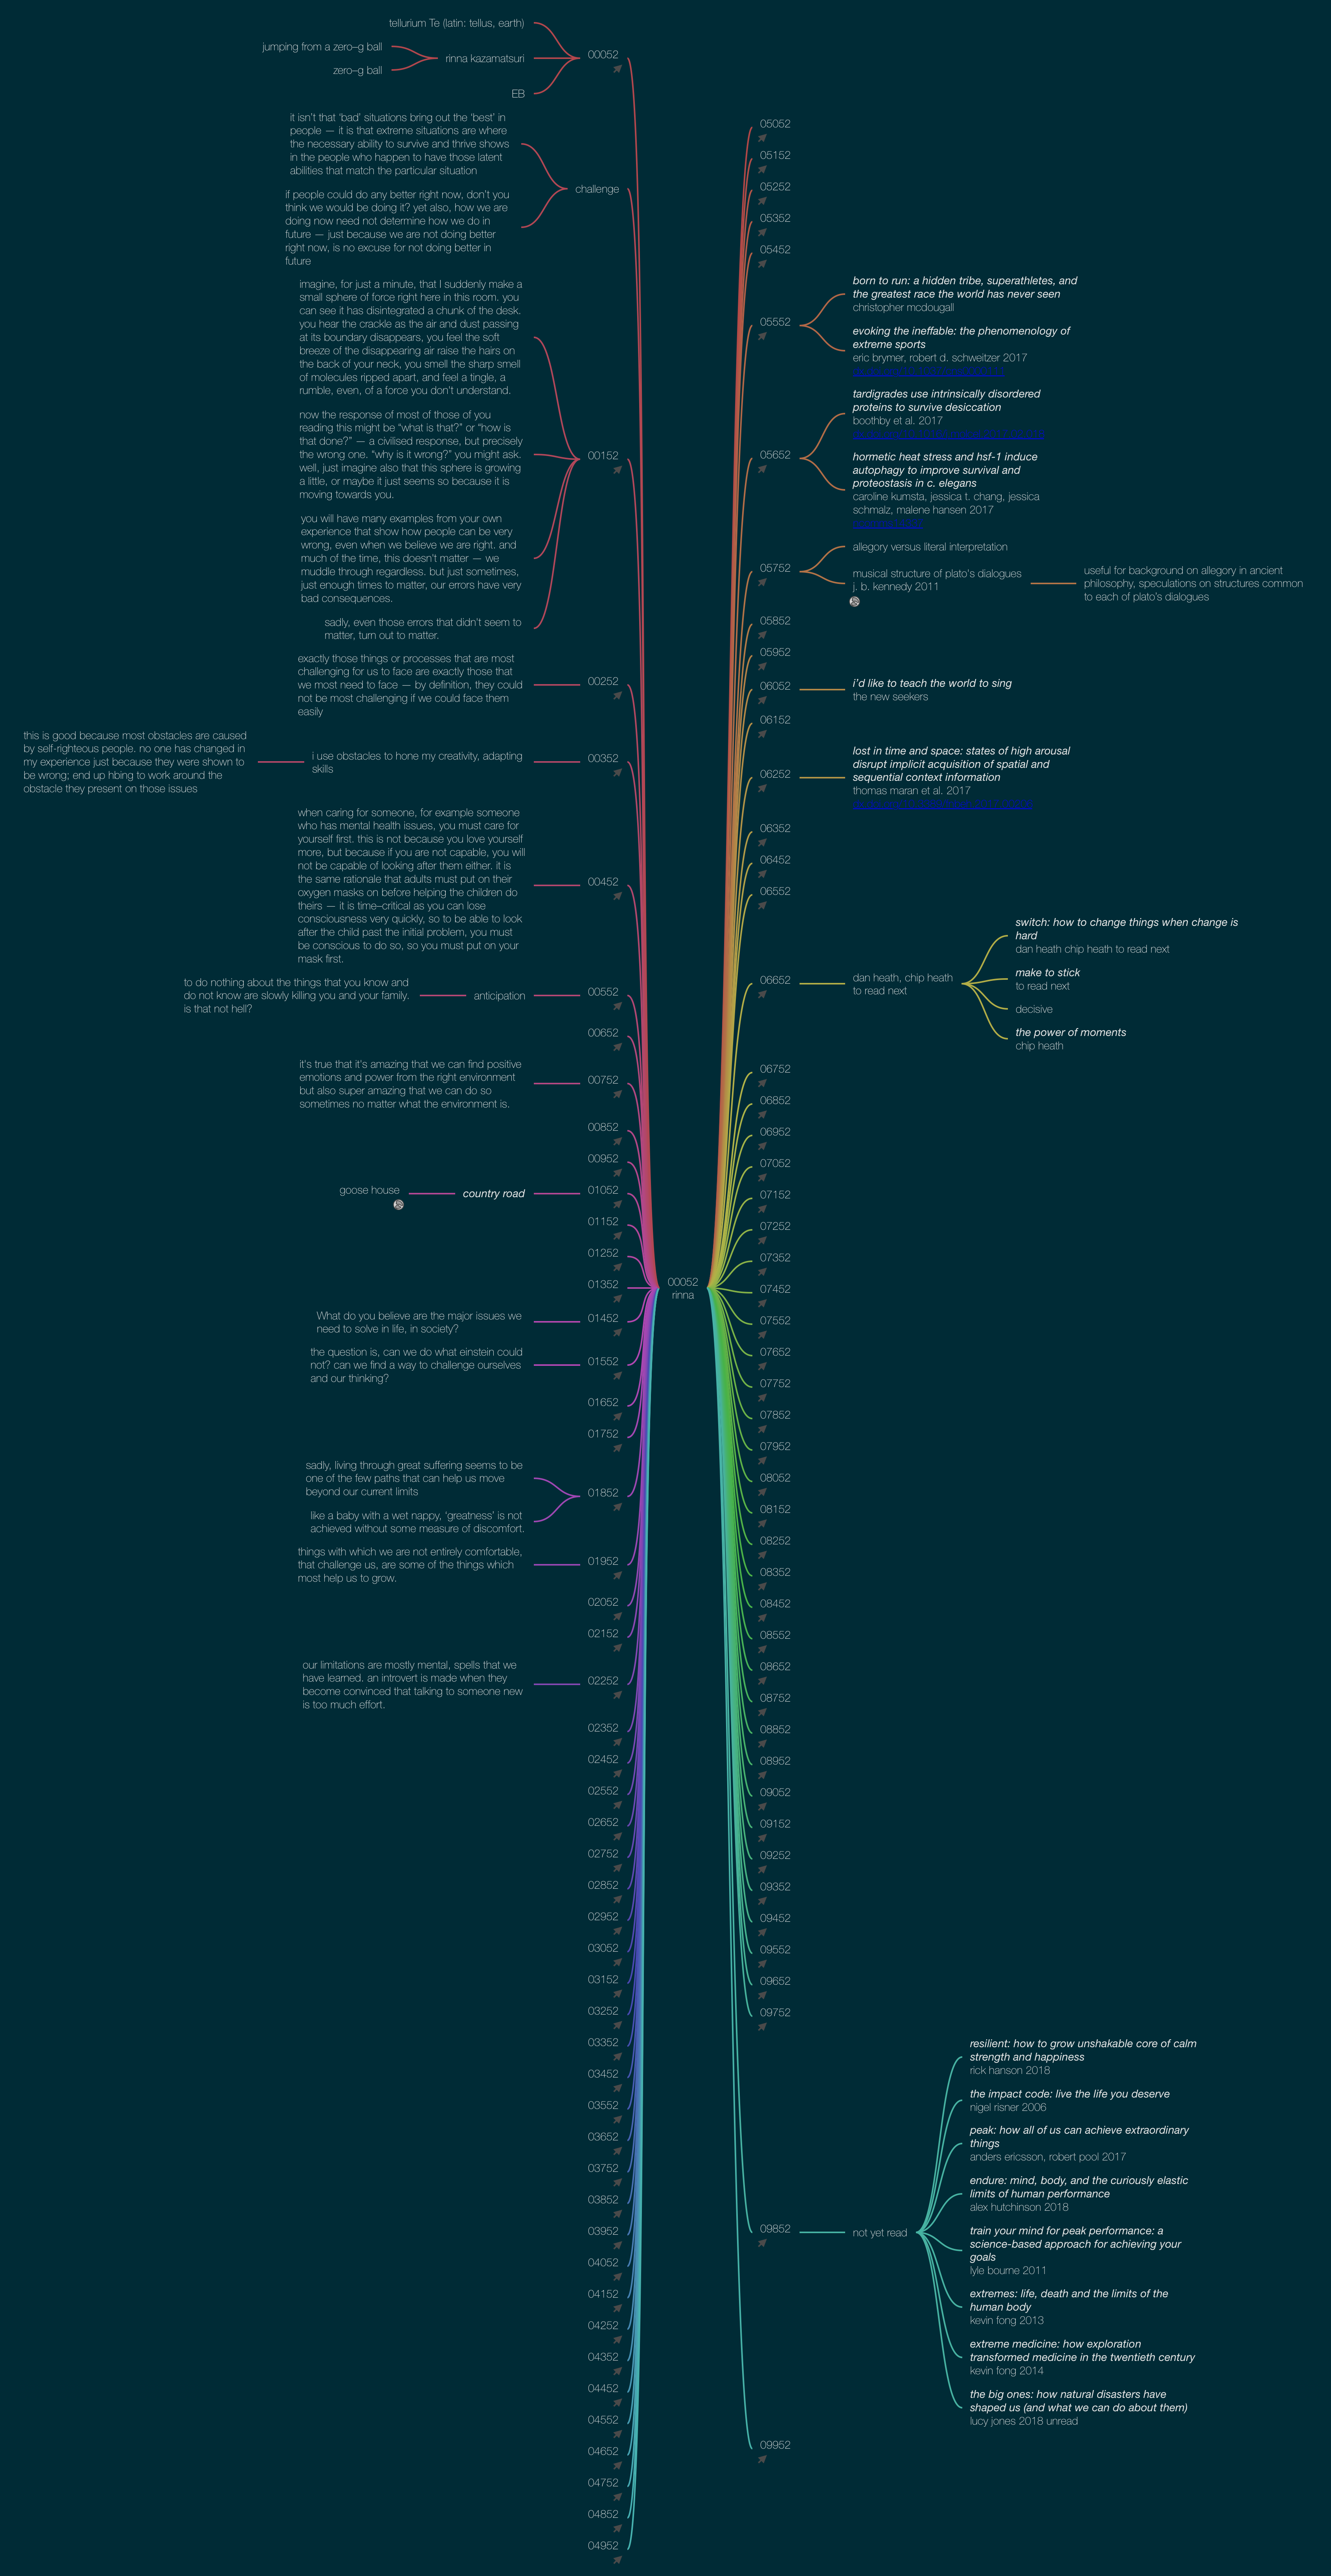 tellurium Te (latin: tellus, earth)
jumping from a zero–g ball
zero–g ball
rinna kazamatsuri
EB
00052
it isn't that 'bad' situations bring out the 'best' in
people — it is that extreme situations are where
the necessary ability to survive and thrive shows
in the people who happen to have those latent
abilities that match the particular situation
if people could do any better right now, don't you
think we would be doing it? yet also, how we are
doing now need not determine how we do in
future — just because we are not doing better
right now, is no excuse for not doing better in
future
challenge
imagine, for just a minute, that I suddenly make a
small sphere of force right here in this room. you
can see it has disintegrated a chunk of the desk.
you hear the crackle as the air and dust passing
at its boundary disappears, you feel the soft
breeze of the disappearing air raise the hairs on
the back of your neck, you smell the sharp smell
of molecules ripped apart, and feel a tingle, a
rumble, even, of a force you don't understand.
now the response of most of those of you
reading this might be "what is that?" or "how is
that done?" — a civilised response, but precisely
the wrong one. "why is it wrong?" you might ask.
well, just imagine also that this sphere is growing
a little, or maybe it just seems so because it is
moving towards you.
you will have many examples from your own
experience that show how people can be very
wrong, even when we believe we are right. and
much of the time, this doesn't matter — we
muddle through regardless. but just sometimes,
just enough times to matter, our errors have very
bad consequences.
sadly, even those errors that didn't seem to
matter, turn out to matter.
00152
exactly those things or processes that are most
challenging for us to face are exactly those that
we most need to face — by definition, they could
not be most challenging if we could face them
easily
00252
this is good because most obstacles are caused
by self-righteous people. no one has changed in
my experience just because they were shown to
be wrong; end up hbing to work around the
obstacle they present on those issues
i use obstacles to hone my creativity, adapting
skills
00352
when caring for someone, for example someone
who has mental health issues, you must care for
yourself first. this is not because you love yourself
more, but because if you are not capable, you will
not be capable of looking after them either. it is
the same rationale that adults must put on their
oxygen masks on before helping the children do
theirs — it is time–critical as you can lose
consciousness very quickly, so to be able to look
after the child past the initial problem, you must
be conscious to do so, so you must put on your
mask first.
00452
to do nothing about the things that you know and
do not know are slowly killing you and your family.
is that not hell?
anticipation
00552
00652
it's true that it's amazing that we can find positive
emotions and power from the right environment
but also super amazing that we can do so
sometimes no matter what the environment is.
00752
00852
00952
goose house
country road
01052
01152
01252
01352
What do you believe are the major issues we
need to solve in life, in society?
01452
the question is, can we do what einstein could
not? can we find a way to challenge ourselves
and our thinking?
01552
01652
01752
sadly, living through great suffering seems to be
one of the few paths that can help us move
beyond our current limits
like a baby with a wet nappy, 'greatness' is not
achieved without some measure of discomfort.
01852
things with which we are not entirely comfortable,
that challenge us, are some of the things which
most help us to grow.
01952
02052
02152
our limitations are mostly mental, spells that we
have learned. an introvert is made when they
become convinced that talking to someone new
is too much effort.
02252
02352
02452
02552
02652
02752
02852
02952
03052
03152
03252
03352
03452
03552
03652
03752
03852
03952
04052
04152
04252
04352
04452
04552
04652
04752
04852
04952
00052
rinna
05052
05152
05252
05352
05452
05552
born to run: a hidden tribe, superathletes, and
the greatest race the world has never seen
christopher mcdougall
evoking the ineffable: the phenomenology of
extreme sports
eric brymer, robert d. schweitzer 2017
05652
tardigrades use intrinsically disordered
proteins to survive desiccation
boothby et al. 2017
hormetic heat stress and hsf-1 induce
autophagy to improve survival and
proteostasis in c. elegans
caroline kumsta, jessica t. chang, jessica
schmalz, malene hansen 2017
05752
allegory versus literal interpretation
musical structure of plato's dialogues
j. b. kennedy 2011
useful for background on allegory in ancient
philosophy, speculations on structures common
to each of plato's dialogues
05852
05952
06052
i'd like to teach the world to sing
the new seekers
06152
06252
lost in time and space: states of high arousal
disrupt implicit acquisition of spatial and
sequential context information
thomas maran et al. 2017
06352
06452
06552
06652
dan heath, chip heath
to read next
switch: how to change things when change is
hard
dan heath chip heath to read next
make to stick
to read next
decisive
the power of moments
chip heath
06752
06852
06952
07052
07152
07252
07352
07452
07552
07652
07752
07852
07952
08052
08152
08252
08352
08452
08552
08652
08752
08852
08952
09052
09152
09252
09352
09452
09552
09652
09752
09852
not yet read
resilient: how to grow unshakable core of calm
strength and happiness
rick hanson 2018
the impact code: live the life you deserve
nigel risner 2006
peak: how all of us can achieve extraordinary
things
anders ericsson, robert pool 2017
endure: mind, body, and the curiously elastic
limits of human performance
alex hutchinson 2018
train your mind for peak performance: a
science-based approach for achieving your
goals
lyle bourne 2011
extremes: life, death and the limits of the
human body
kevin fong 2013
extreme medicine: how exploration
transformed medicine in the twentieth century
kevin fong 2014
the big ones: how natural disasters have
shaped us (and what we can do about them)
lucy jones 2018 unread
09952